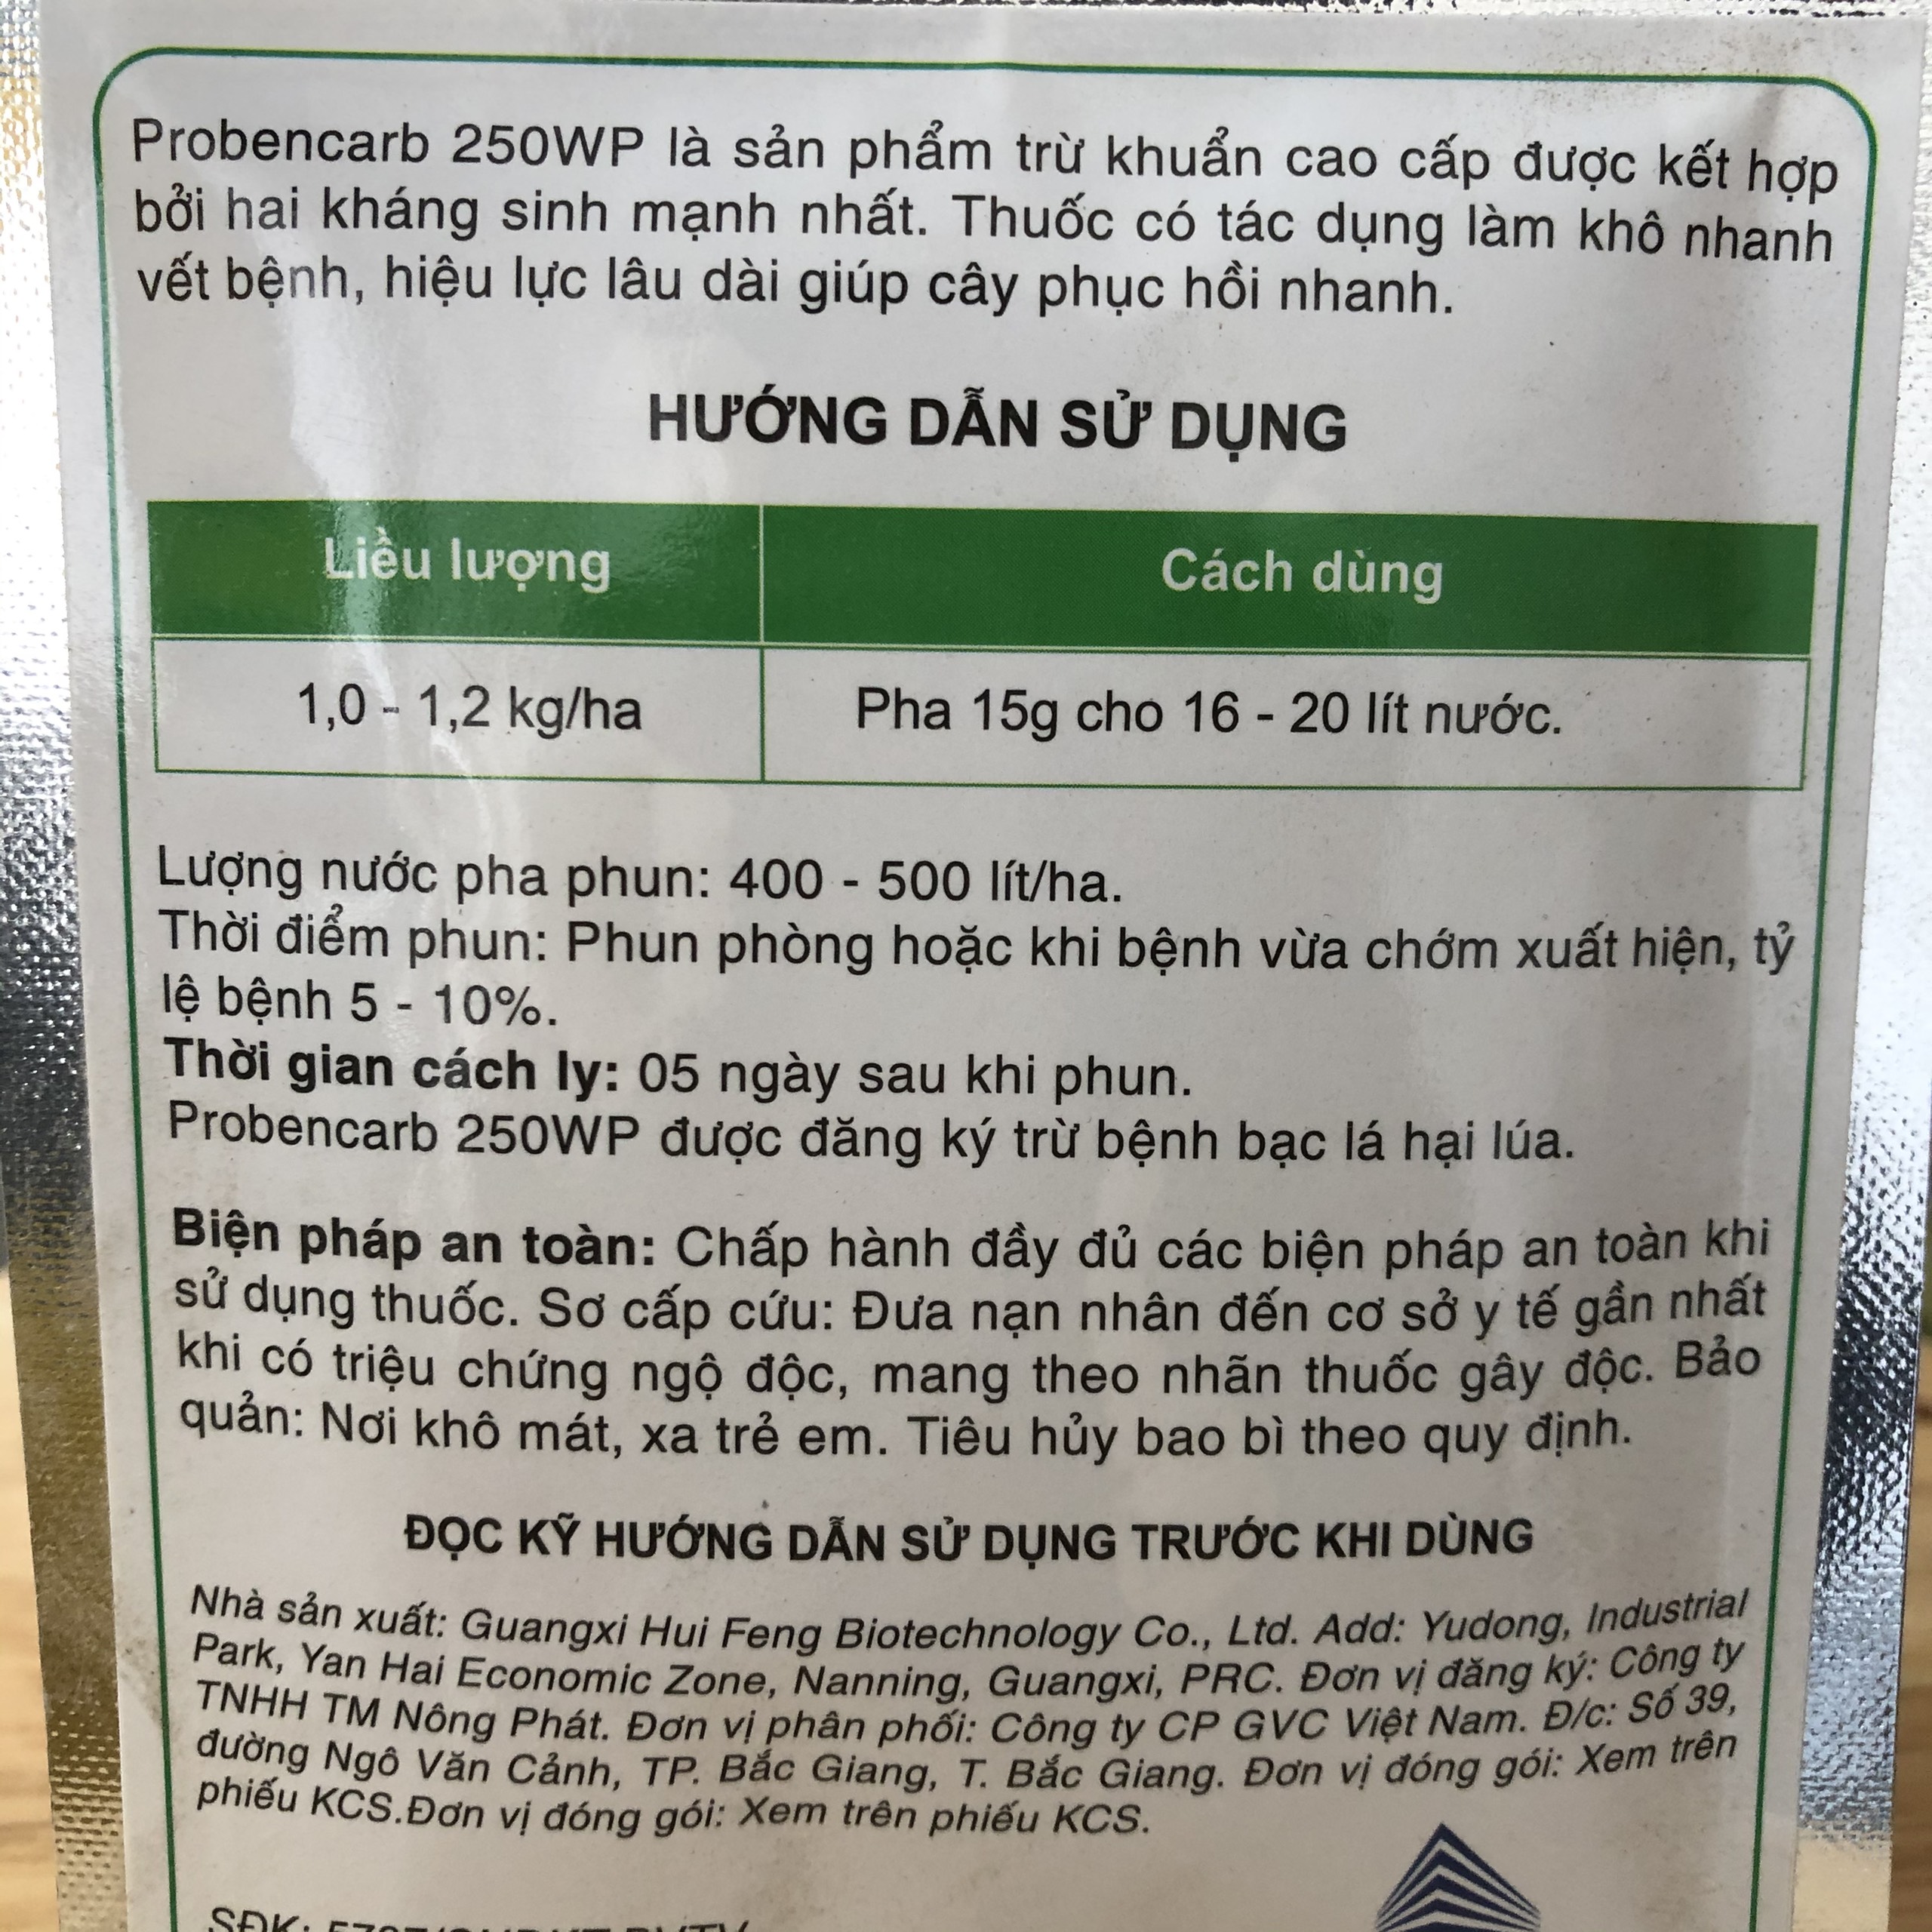 Probencarb 250WP là sản phẩm trừ khuẩn cao cấp được kết hợp
bởi hai kháng sinh mạnh nhất. Thuốc có tác dụng làm khô nhanh
vết bệnh, hiệu lực lâu dài giúp cây phục hồi nhanh.
HƯỚNG DẪN SỬ DỤNG
Liều lượng Cách dùng
1,0 - 1,2 kg/ha Pha 15g cho 16 - 20 lít nước.
Lượng nước pha phun: 400 - 500 lít/ha.
Thời điểm phun: Phun phòng hoặc khi bệnh vừa chớm xuất hiện, tỷ
lệ bệnh 5 - 10%.
Thời gian cách ly: 05 ngày sau khi phun.
Probencarb 250WP được đăng ký trừ bệnh bạc lá hại lúa.
Biện pháp an toàn: Chấp hành đầy đủ các biện pháp an toàn khi
sử dụng thuốc. Sơ cấp cứu: Đưa nạn nhân đến cơ sở y tế gần nhất
khi có triệu chứng ngộ độc, mang theo nhãn thuốc gây độc. Bảo
quản: Nơi khô mát, xa trẻ em. Tiêu hủy bao bì theo quy định.
ĐỌC KỸ HƯỚNG DẪN SỬ DỤNG TRƯỚC KHI DÙNG
Nhà sản xuất: Guangxi Hui Feng Biotechnology Co., Ltd. Add: Yudong, Industrial
Park, Yan Hai Economic Zone, Nanning, Guangxi, PRC. Đơn vị đăng ký: Công ty
TNHH TM Nông Phát. Đơn vị phân phối: Công ty CP GVC Việt Nam. Đ/c: Số 39,
đường Ngô Văn Cảnh, TP. Bắc Giang, T. Bắc Giang. Đơn vị đóng gói: Xem trên
phiếu KCS.Đơn vị đóng gói: Xem trên phiếu KCS.
SĐK: